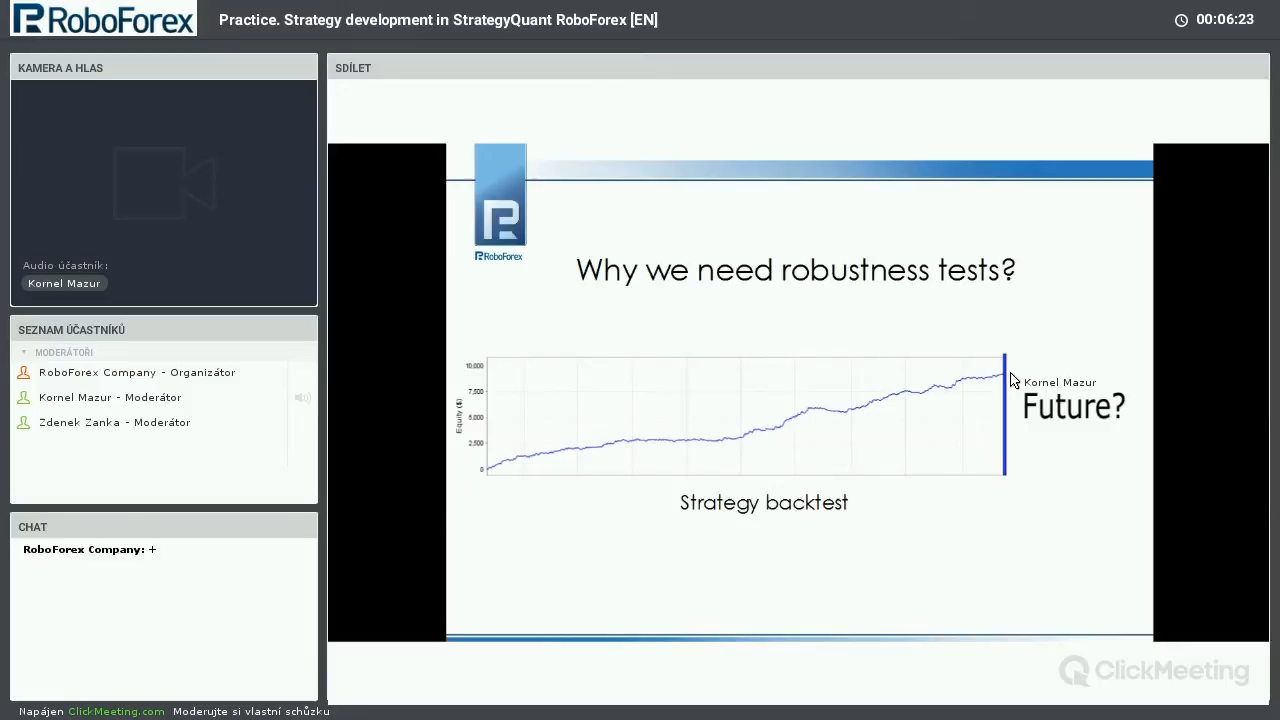 RoboForex
Practice. Strategy development in StrategyQuant RoboForex [EN]
00:06:23
KAMERA A HLAS
Audio účastník:
Kornel Mazur
SEZNAM ÚČASTNÍKŮ
MODERÁTOŘI
RoboForex Company - Organizátor
Kornel Mazur - Moderátor
Zdenek Zanka - Moderátor
CHAT
RoboForex Company: +
SDÍLET
RoboForex
Why we need robustness tests?
10,000
7,500
5,000
2,500
0
Equity ($)
Kornel Mazur
Future?
Strategy backtest
ClickMeeting
Napájen ClickMeeting.com Moderujte si vlastní schůzku